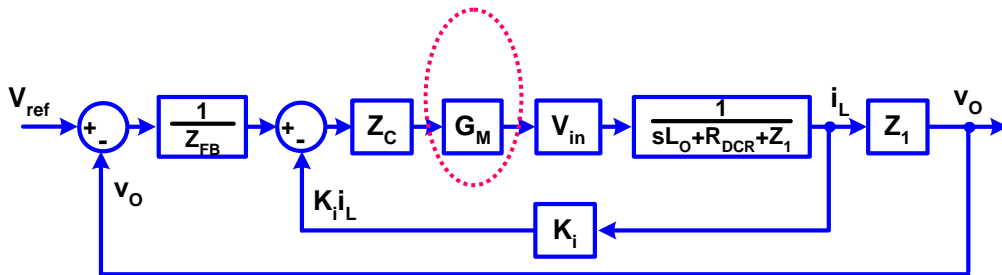 V_ref
+
-
1
Z_FB
+
-
Z_C
G_M
V_in
1
sL_O+R_DCR+Z_1
i_L
Z_1
v_O
v_O
K_i i_L
K_i